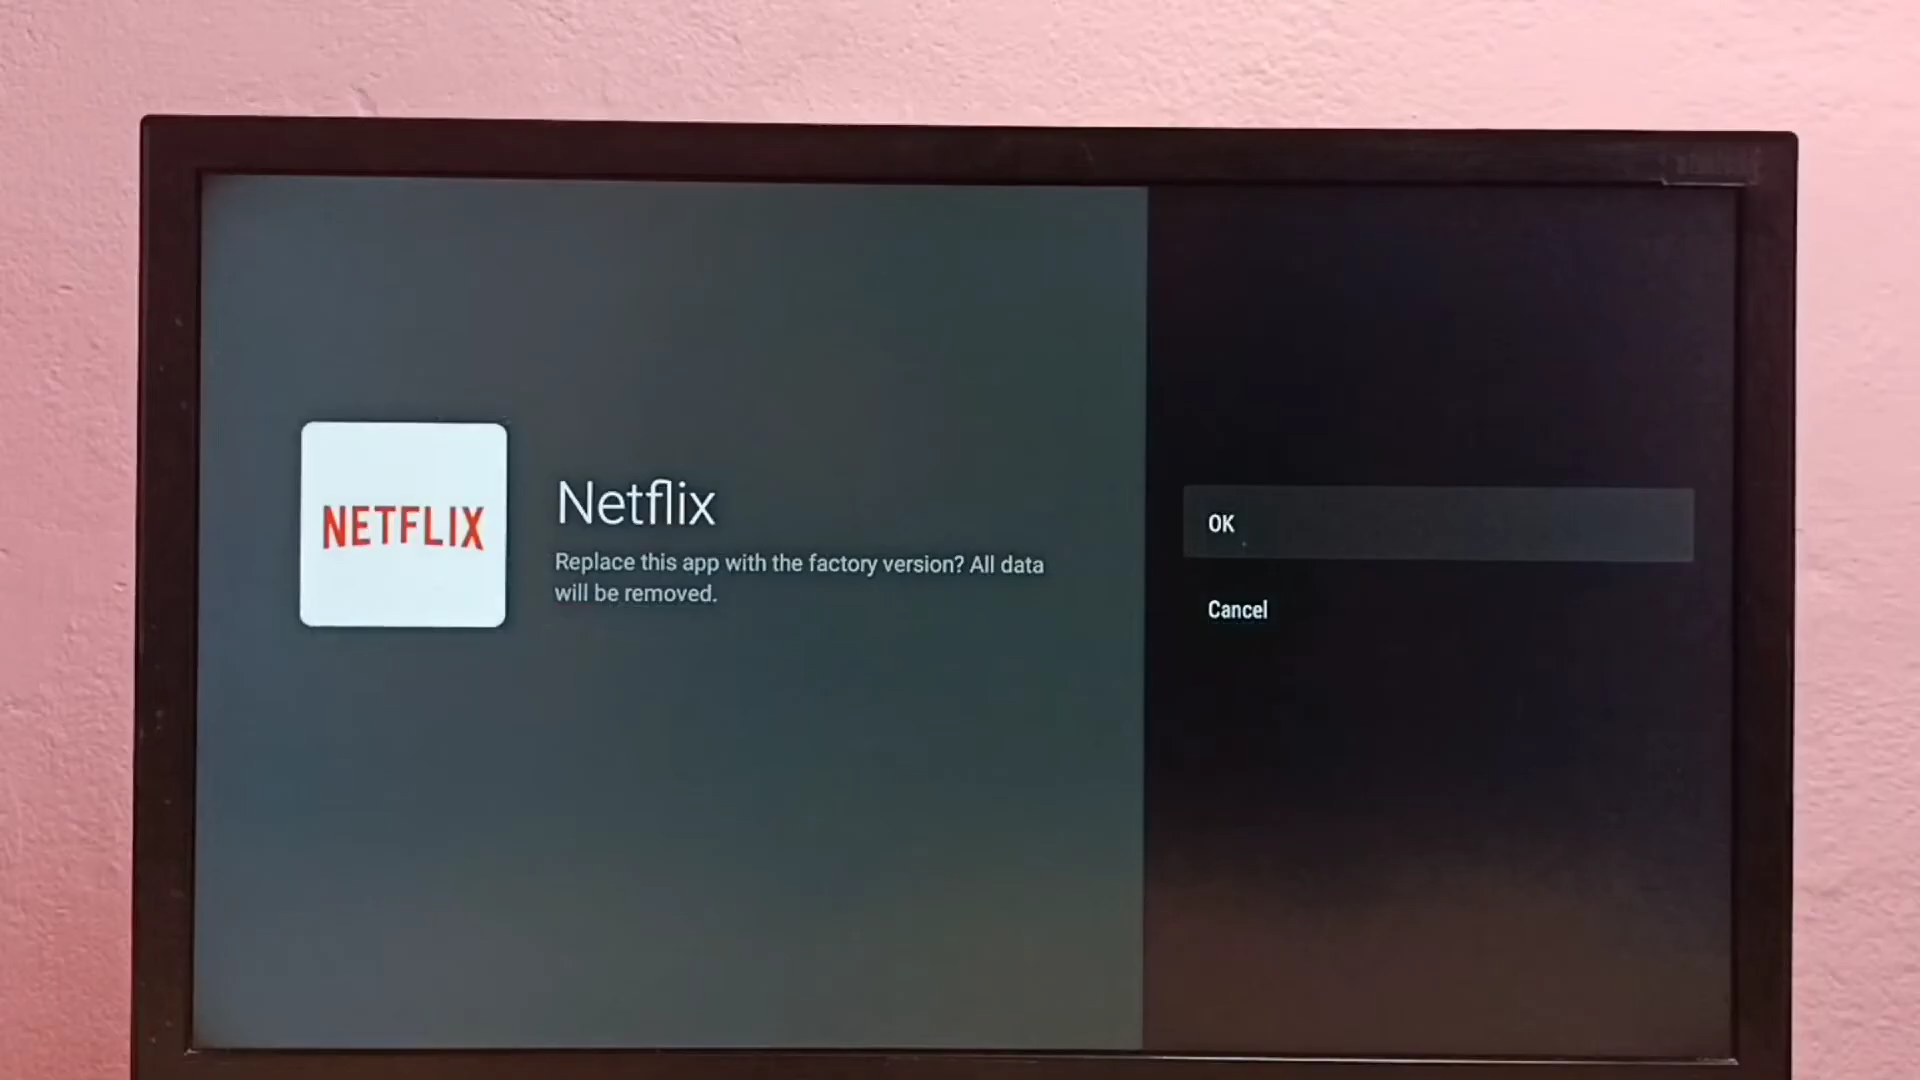 NETFLIX
Netflix
Replace this app with the factory version? All data
will be removed.
OK
Cancel